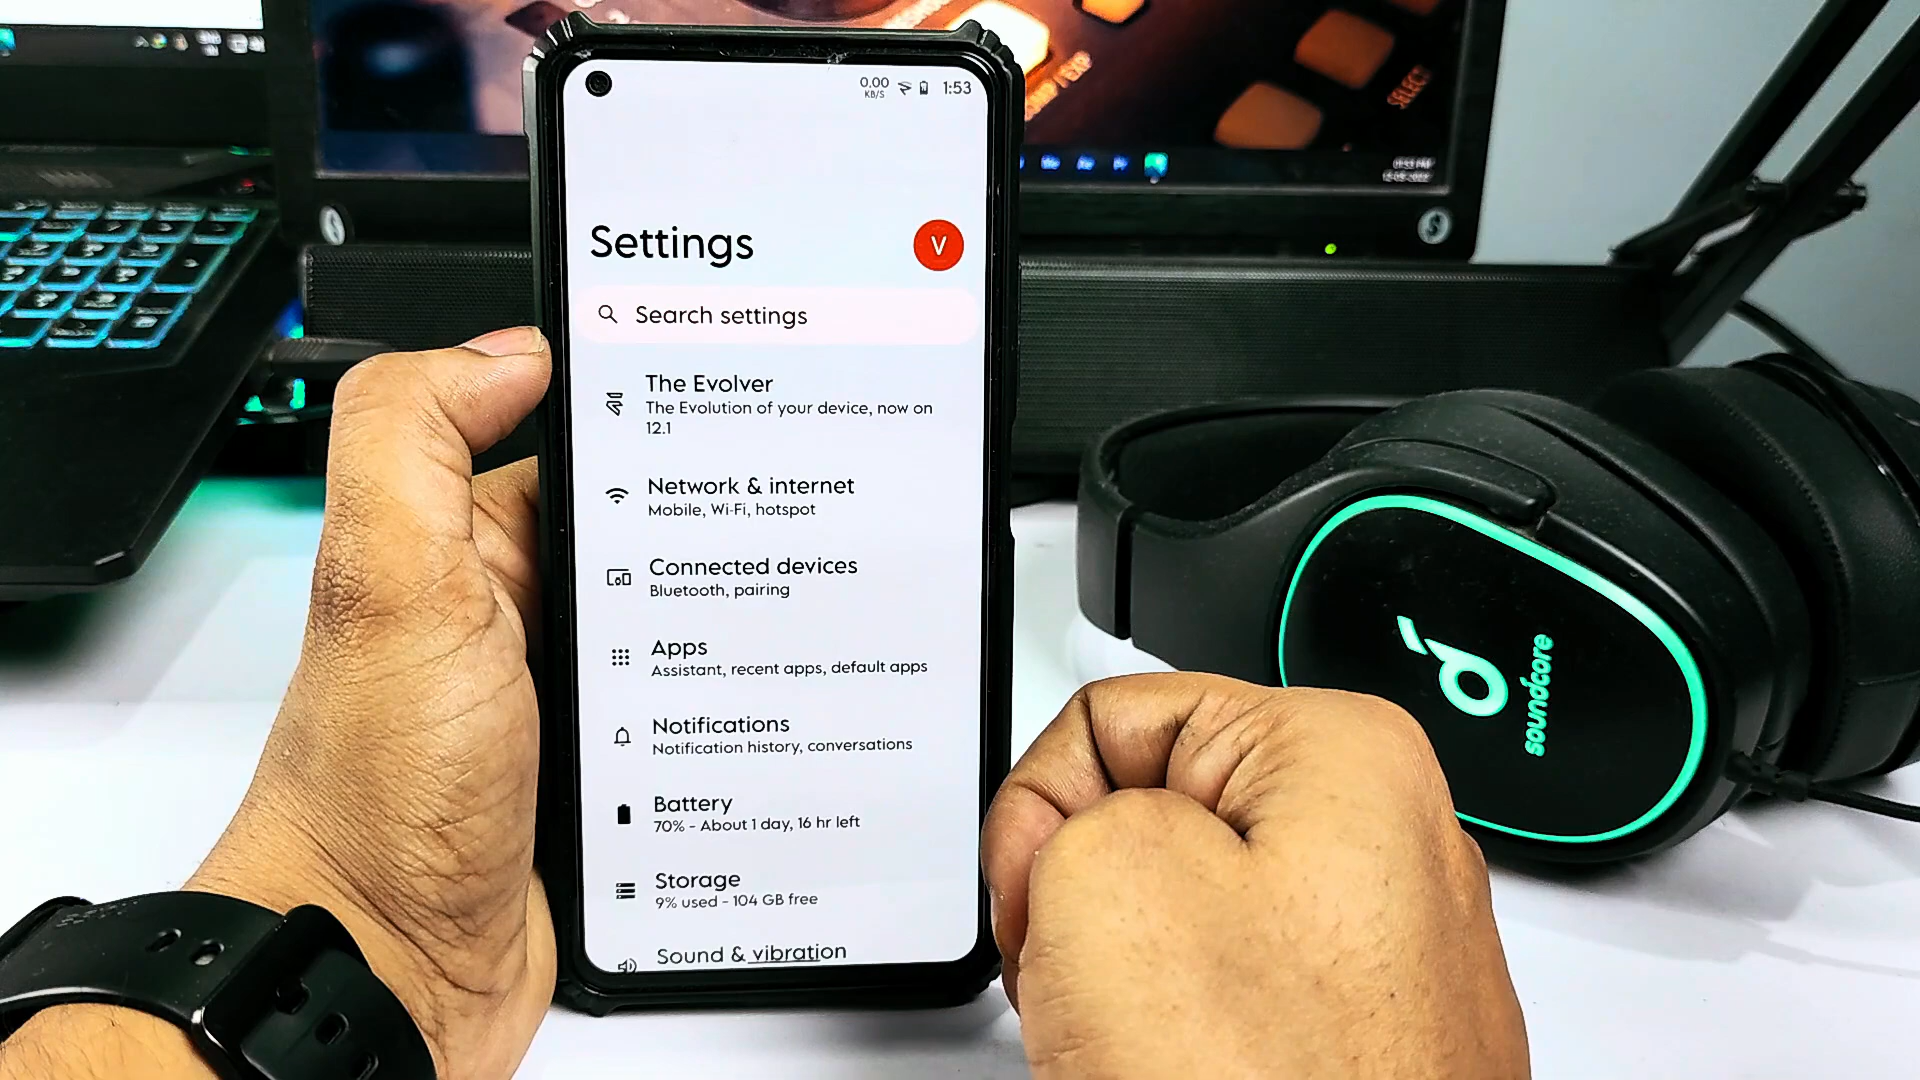 0.00
KB/S
1:53
Settings
V
Search settings
The Evolver
The Evolution of your device, now on
12.1
Network & internet
Mobile, Wi-Fi, hotspot
Connected devices
Bluetooth, pairing
Apps
Assistant, recent apps, default apps
Notifications
Notification history, conversations
Battery
70% - About 1 day, 16 hr left
Storage
9% used - 104 GB free
Sound & vibration
SELECT
soundcore